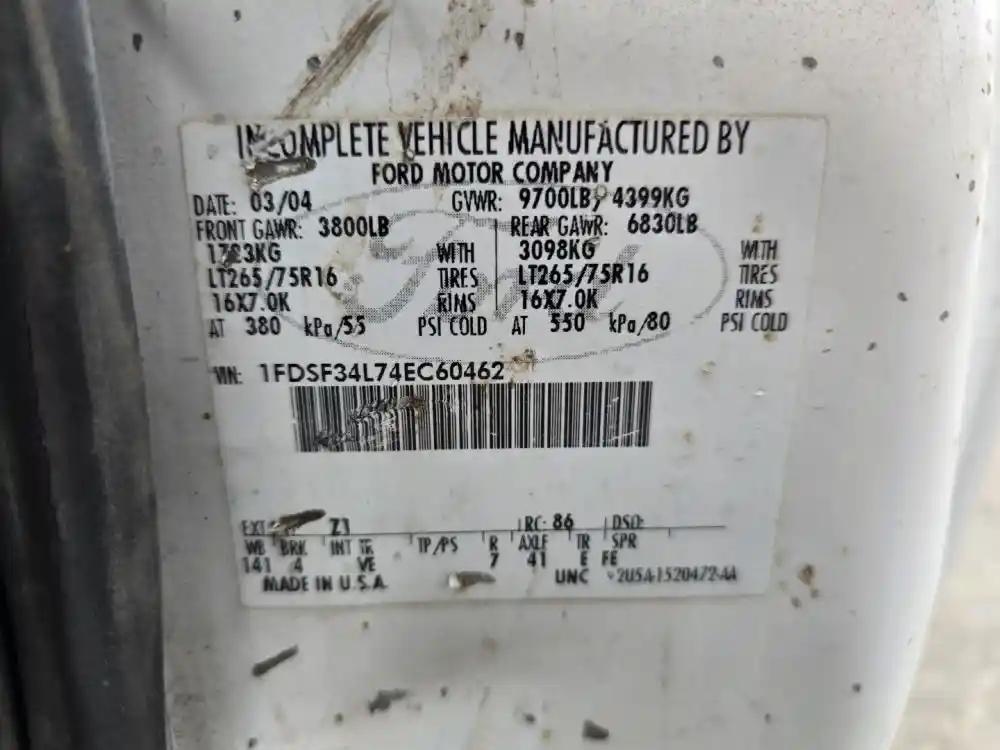 INCOMPLETE VEHICLE MANUFACTURED BY
FORD MOTOR COMPANY
DATE: 03/04 GVWR: 9700LB, 4399KG
FRONT GAWR: 3800LB REAR GAWR: 6830LB
1723KG WITH 3098KG WITH
LT265/75R16 TIRES LT265/75R16 TIRES
16X7.0K RIMS 16X7.0K RIMS
AT 380 kPa/55 PSI COLD AT 550 kPa/80 PSI COLD
VIN: 1FDSF34L74EC60462
EXT Z1 RC: 86 DSO:
WB BRK INT TR TP/PS R AXLE TR SPR
141 4 VE 7 41 E FE
MADE IN U.S.A. UNC
Ford